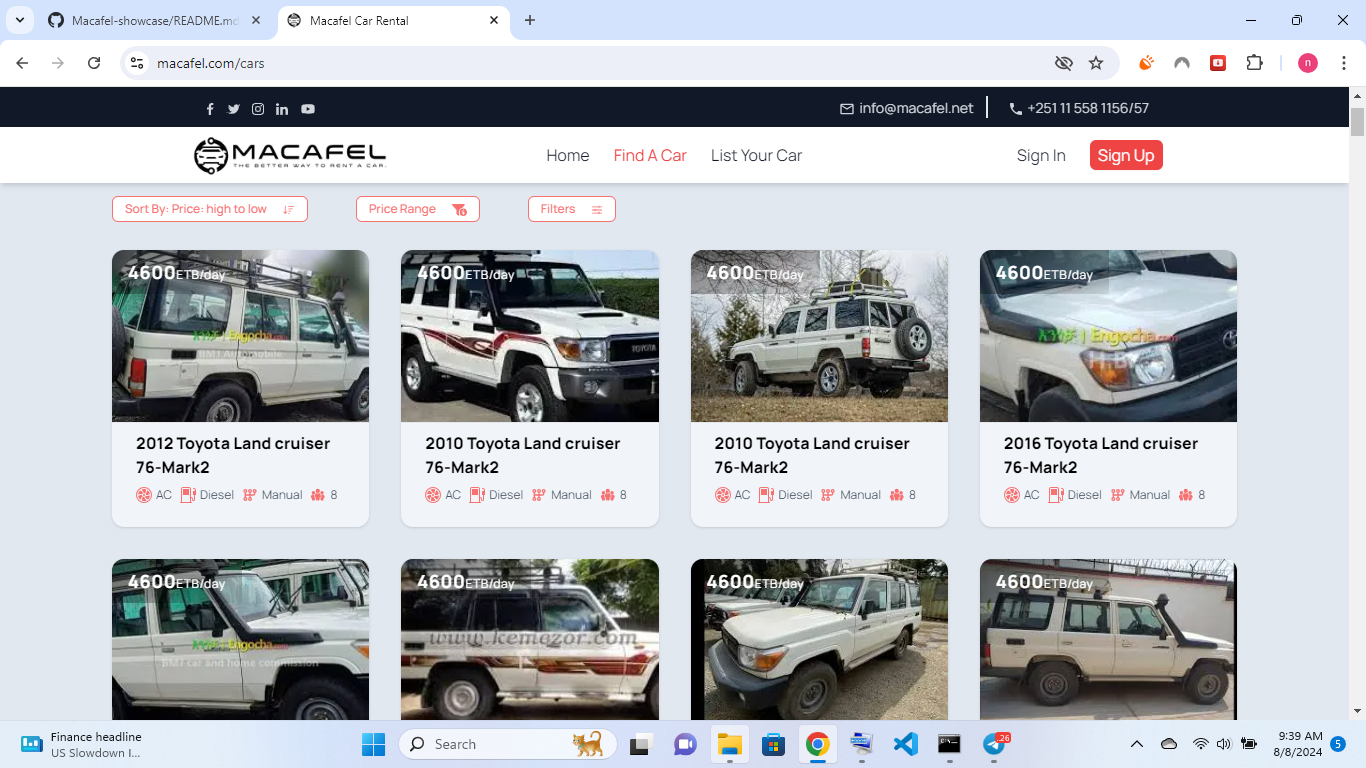 Macafel-showcase/README.md
Macafel Car Rental
macafel.com/cars
n
info@macafel.net
+251 11 558 1156/57
MACAFEL
THE BETTER WAY TO RENT A CAR.
Home
Find A Car
List Your Car
Sign In
Sign Up
Sort By: Price: high to low
Price Range
Filters
4600ETB/day
4600ETB/day
4600ETB/day
4600ETB/day
Engocha.com
BMT Automobile
TOYOTA
Engocha.com
2012 Toyota Land cruiser
76-Mark2
AC Diesel Manual 8
2010 Toyota Land cruiser
76-Mark2
AC Diesel Manual 8
2010 Toyota Land cruiser
76-Mark2
AC Diesel Manual 8
2016 Toyota Land cruiser
76-Mark2
AC Diesel Manual 8
4600ETB/day
4600ETB/day
4600ETB/day
4600ETB/day
Engocha.com
BMT car and home commission
www.kemezor.com
Finance headline
US Slowdown I...
Search
26
9:39 AM
8/8/2024
5